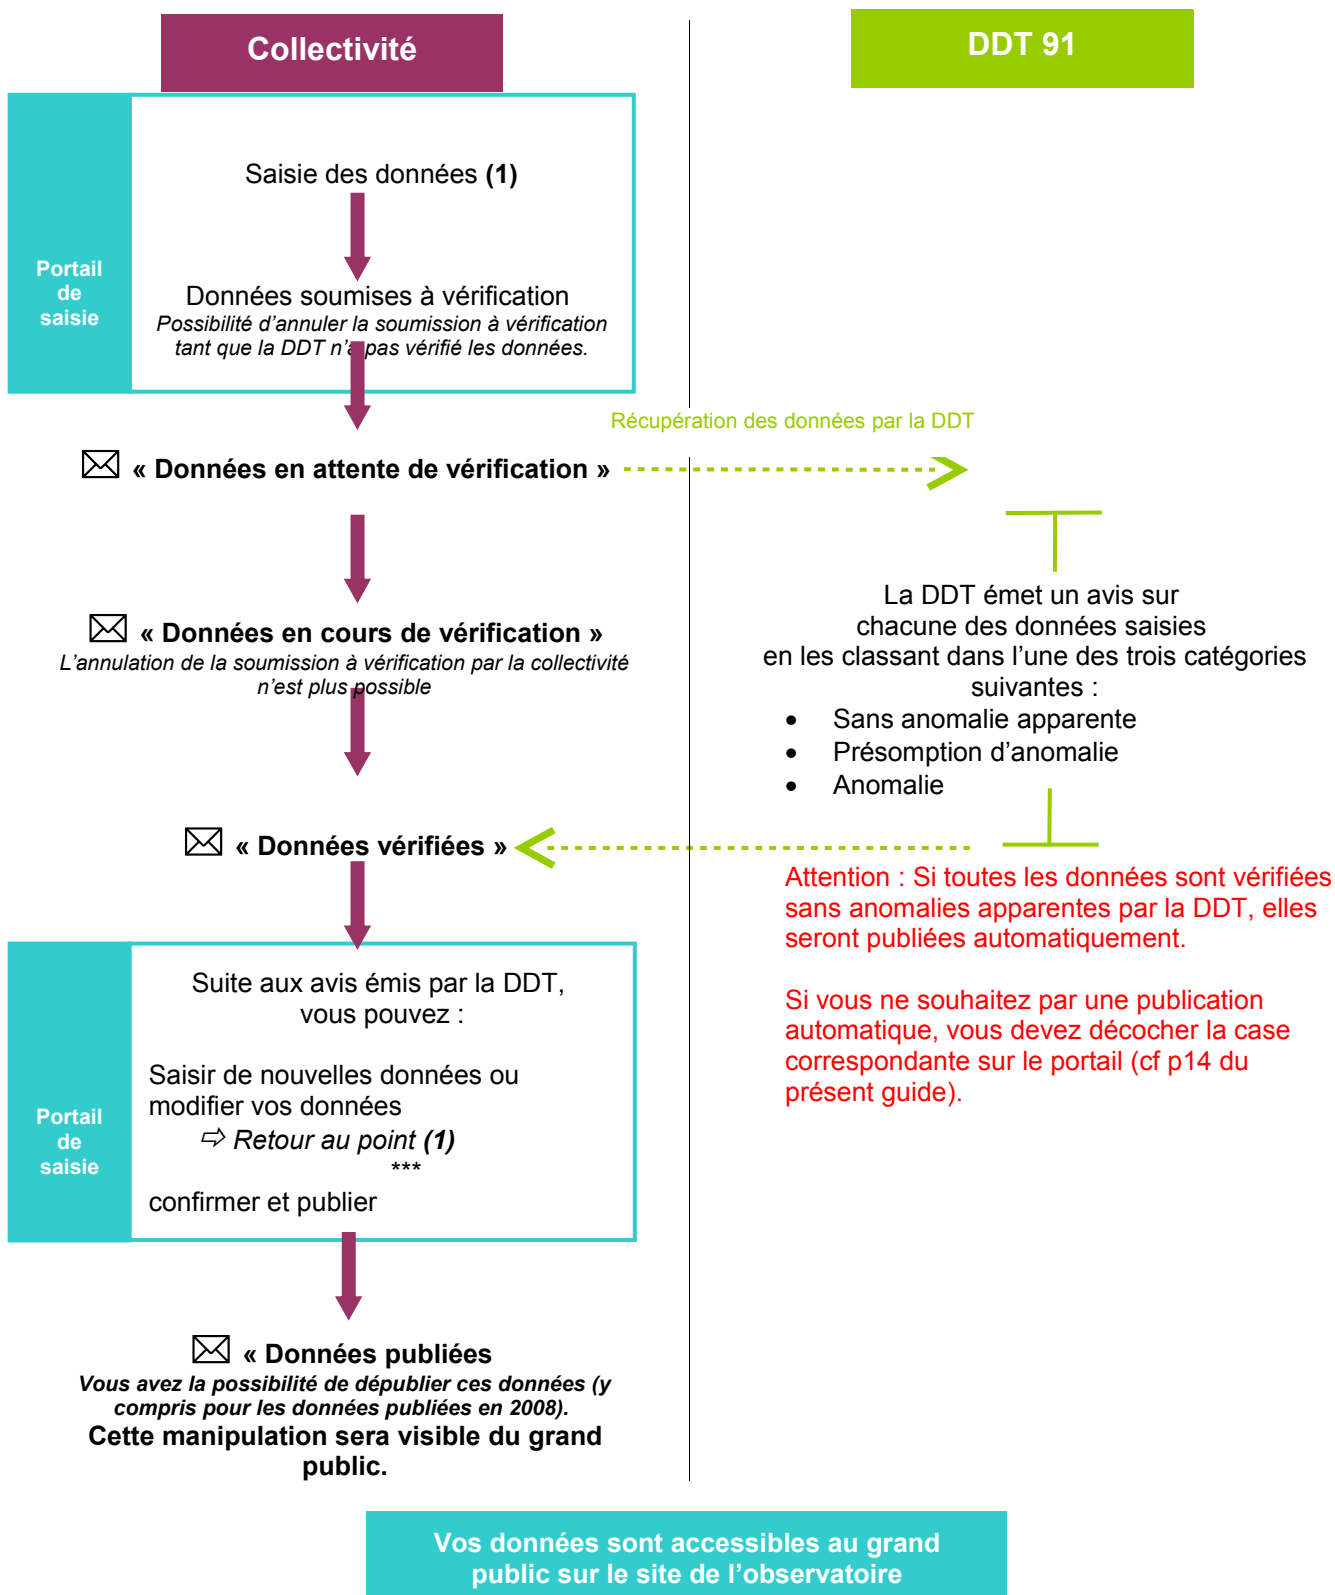 Collectivité
DDT 91
Portail
de
saisie
Saisie des données (1)
Données soumises à vérification
Possibilité d'annuler la soumission à vérification
tant que la DDT n'a pas vérifié les données.
Récupération des données par la DDT
« Données en attente de vérification »
« Données en cours de vérification »
L'annulation de la soumission à vérification par la collectivité
n'est plus possible
La DDT émet un avis sur
chacune des données saisies
en les classant dans l'une des trois catégories
suivantes :
• Sans anomalie apparente
• Présomption d'anomalie
• Anomalie
« Données vérifiées »
Attention : Si toutes les données sont vérifiées
sans anomalies apparentes par la DDT, elles
seront publiées automatiquement.
Si vous ne souhaitez par une publication
automatique, vous devez décocher la case
correspondante sur le portail (cf p14 du
présent guide).
Portail
de
saisie
Suite aux avis émis par la DDT,
vous pouvez :
Saisir de nouvelles données ou
modifier vos données
⇨ Retour au point (1)
***
confirmer et publier
« Données publiées
Vous avez la possibilité de dépublier ces données (y
compris pour les données publiées en 2008).
Cette manipulation sera visible du grand
public.
Vos données sont accessibles au grand
public sur le site de l'observatoire